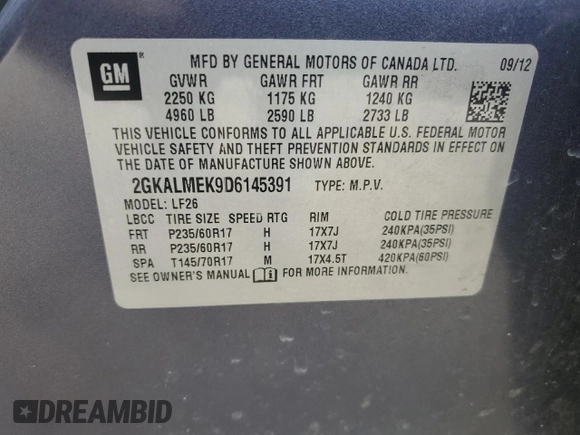 GM
MFD BY GENERAL MOTORS OF CANADA LTD. 09/12
GVWR GAWR FRT GAWR RR
2250 KG 1175 KG 1240 KG
4960 LB 2590 LB 2733 LB
THIS VEHICLE CONFORMS TO ALL APPLICABLE U.S. FEDERAL MOTOR
VEHICLE SAFETY AND THEFT PREVENTION STANDARDS IN EFFECT ON
THE DATE OF MANUFACTURE SHOWN ABOVE.
2GKALMEK9D6145391 TYPE: M.P.V.
MODEL: LF26
LBCC TIRE SIZE SPEED RTG RIM COLD TIRE PRESSURE
FRT P235/60R17 H 17X7J 240KPA(35PSI)
RR P235/60R17 H 17X7J 240KPA(35PSI)
SPA T145/70R17 M 17X4.5T 420KPA(60PSI)
SEE OWNER'S MANUAL FOR MORE INFORMATION.
DREAMBID